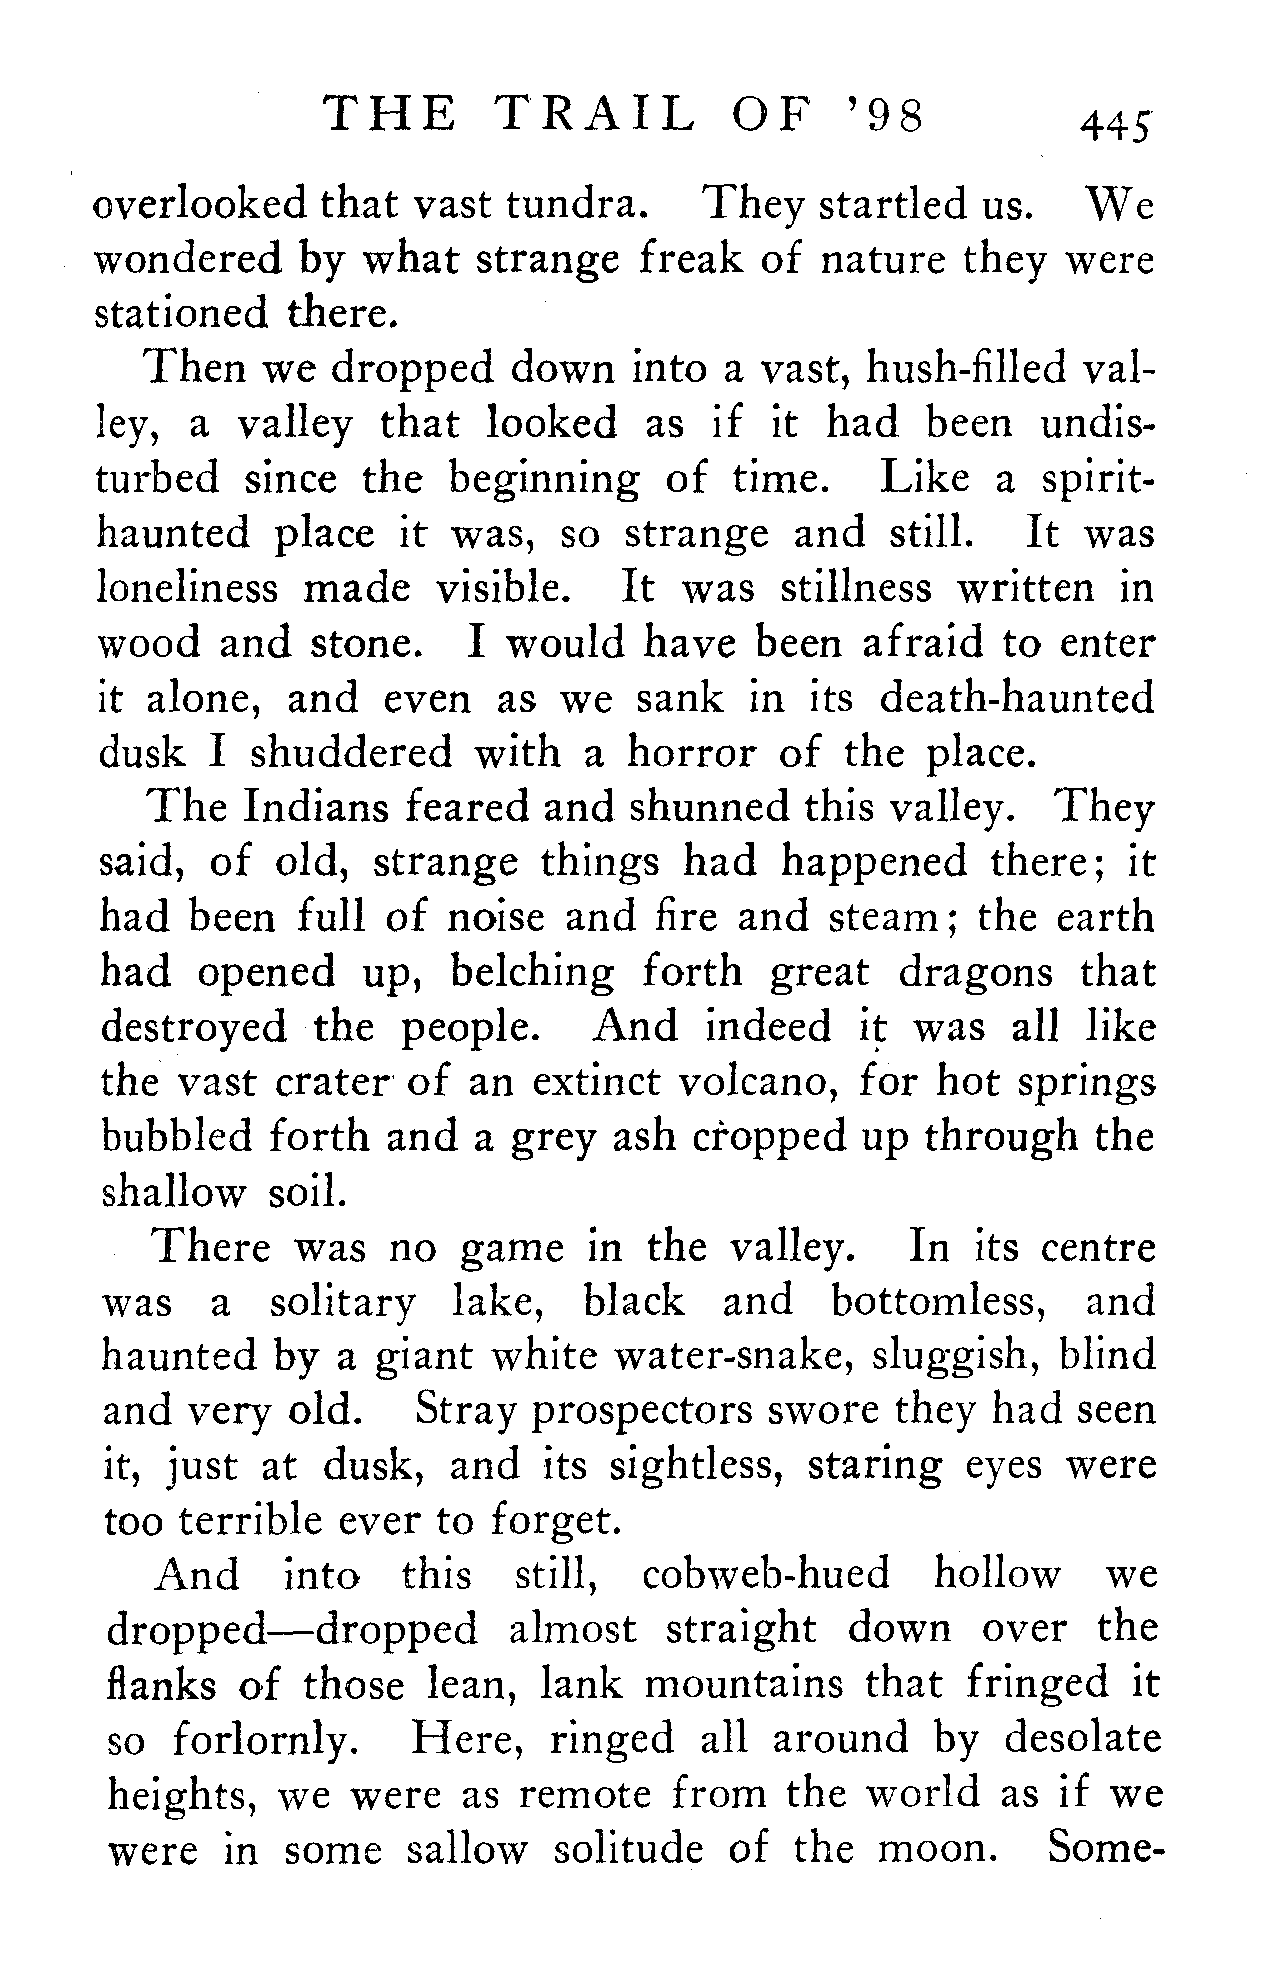 THE TRAIL OF '98 445
overlooked that vast tundra. They startled us. We
wondered by what strange freak of nature they were
stationed there.
Then we dropped down into a vast, hush-filled val-
ley, a valley that looked as if it had been undis-
turbed since the beginning of time. Like a spirit-
haunted place it was, so strange and still. It was
loneliness made visible. It was stillness written in
wood and stone. I would have been afraid to enter
it alone, and even as we sank in its death-haunted
dusk I shuddered with a horror of the place.
The Indians feared and shunned this valley. They
said, of old, strange things had happened there; it
had been full of noise and fire and steam; the earth
had opened up, belching forth great dragons that
destroyed the people. And indeed it was all like
the vast crater of an extinct volcano, for hot springs
bubbled forth and a grey ash cropped up through the
shallow soil.
There was no game in the valley. In its centre
was a solitary lake, black and bottomless, and
haunted by a giant white water-snake, sluggish, blind
and very old. Stray prospectors swore they had seen
it, just at dusk, and its sightless, staring eyes were
too terrible ever to forget.
And into this still, cobweb-hued hollow we
dropped—dropped almost straight down over the
flanks of those lean, lank mountains that fringed it
so forlornly. Here, ringed all around by desolate
heights, we were as remote from the world as if we
were in some sallow solitude of the moon. Some-